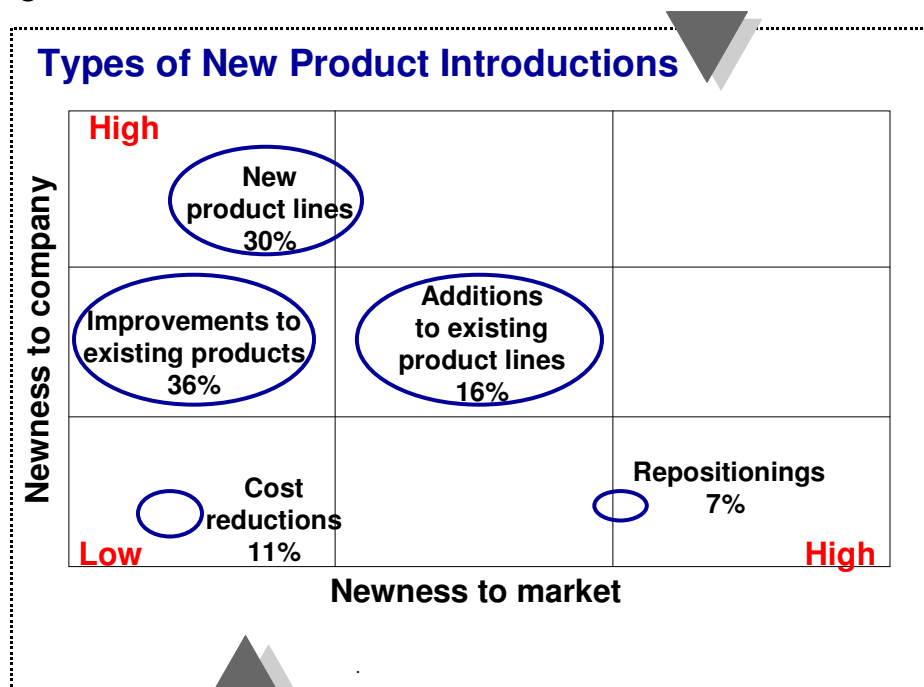 Types of New Product Introductions
High
New
product lines
30%
Newness to company
Improvements to
existing products
36%
Additions
to existing
product lines
16%
Cost
reductions
11%
Repositionings
7%
Low
High
Newness to market